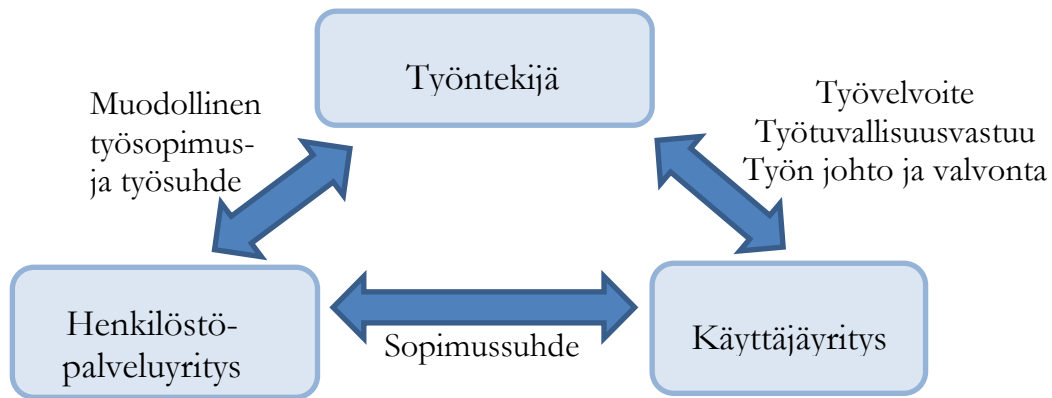 Työntekijä
Muodollinen
työsopimus-
ja työsuhde
Työvelvoite
Työtuvallisuusvastuu
Työn johto ja valvonta
Henkilöstö-
palveluyritys
Sopimussuhde
Käyttäjäyritys